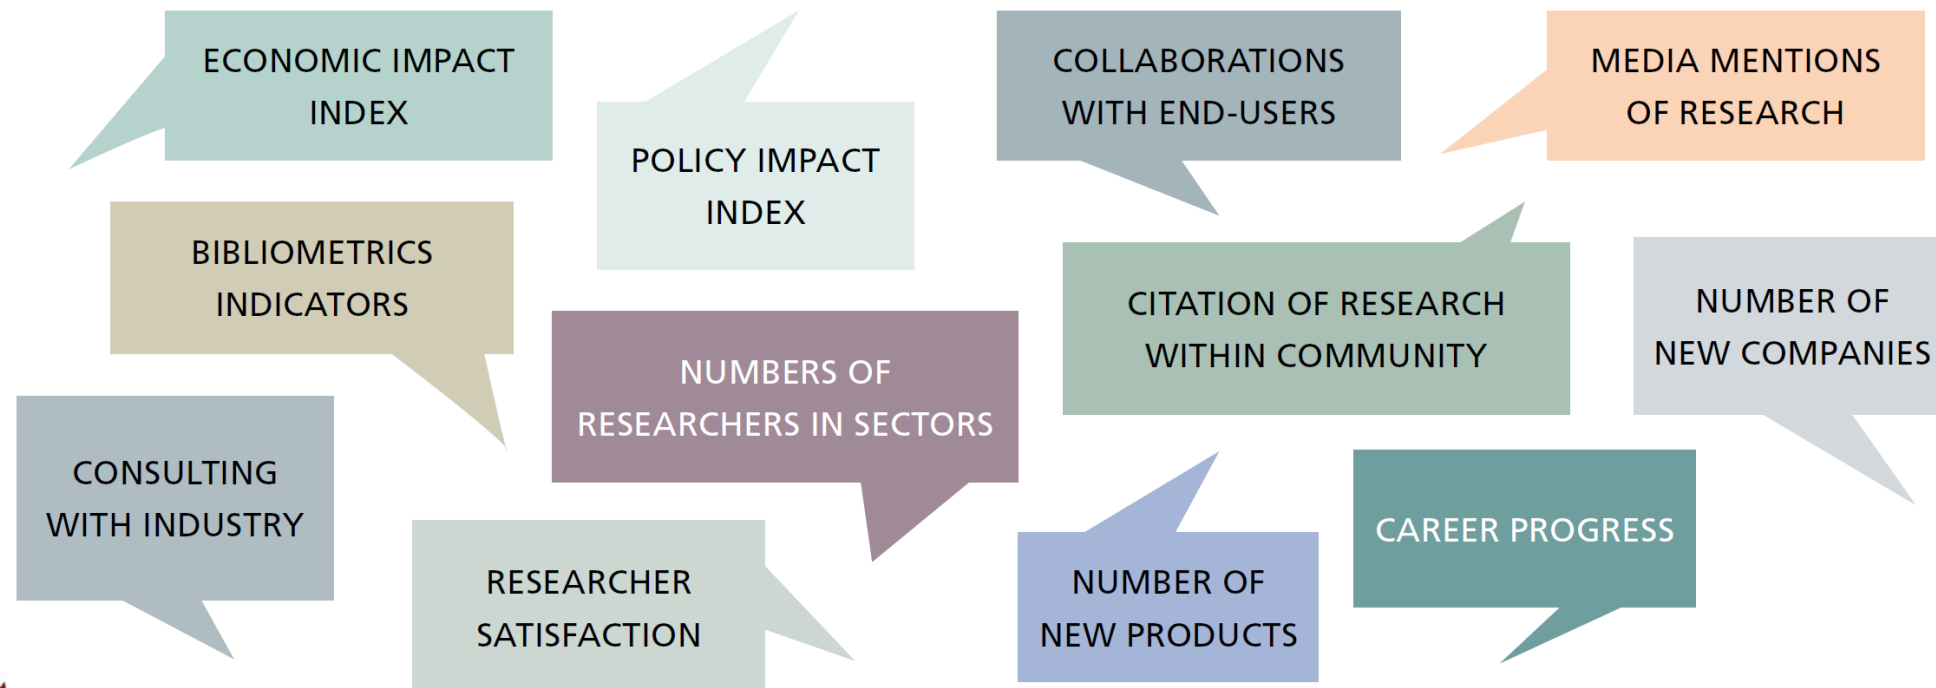 ECONOMIC IMPACT
INDEX
POLICY IMPACT
INDEX
COLLABORATIONS
WITH END-USERS
MEDIA MENTIONS
OF RESEARCH
BIBLIOMETRICS
INDICATORS
NUMBERS OF
RESEARCHERS IN SECTORS
CITATION OF RESEARCH
WITHIN COMMUNITY
NUMBER OF
NEW COMPANIES
CONSULTING
WITH INDUSTRY
RESEARCHER
SATISFACTION
NUMBER OF
NEW PRODUCTS
CAREER PROGRESS